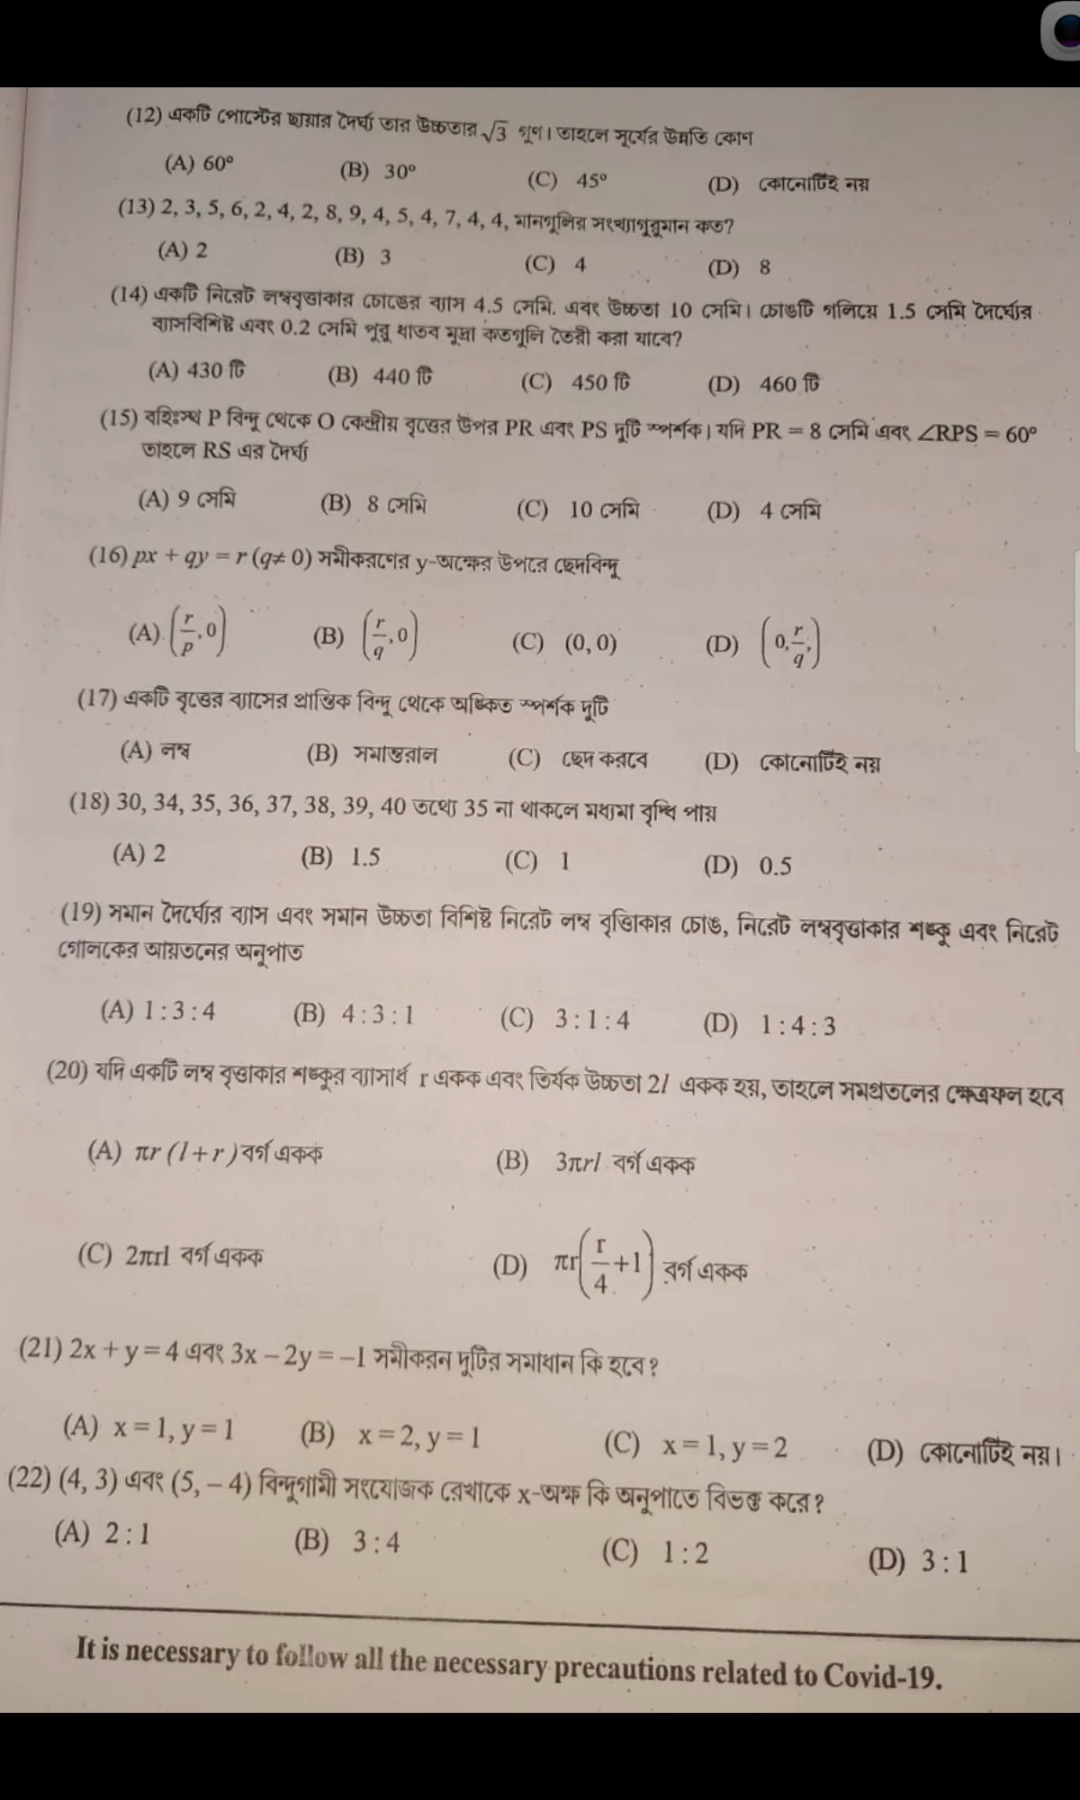 (12) একটি পোস্টের ছায়ার দৈর্ঘ্য তার উচ্চতার √3 গুণ। তাহলে সূর্যের উন্নতি কোণ
(A) 60° (B) 30° (C) 45° (D) কোনোটিই নয়
(13) 2, 3, 5, 6, 2, 4, 2, 8, 9, 4, 5, 4, 7, 4, 4, মানগুলির সংখ্যাগুরুমান কত?
(A) 2 (B) 3 (C) 4 (D) 8
(14) একটি নিরেট লম্ববৃত্তাকার চোঙের ব্যাস 4.5 সেমি. এবং উচ্চতা 10 সেমি। চোঙটি গলিয়ে 1.5 সেমি দৈর্ঘ্যের
ব্যাসবিশিষ্ট এবং 0.2 সেমি পুরু ধাতব মুদ্রা কতগুলি তৈরী করা যাবে?
(A) 430 টি (B) 440 টি (C) 450 টি (D) 460 টি
(15) বহিঃস্থ P বিন্দু থেকে O কেন্দ্রীয় বৃত্তের উপর PR এবং PS দুটি স্পর্শক। যদি PR = 8 সেমি এবং ∠RPS = 60°
তাহলে RS এর দৈর্ঘ্য
(A) 9 সেমি (B) 8 সেমি (C) 10 সেমি (D) 4 সেমি
(16) px + qy = r (q≠ 0) সমীকরণের y-অক্ষের উপরে ছেদবিন্দু
(A) (r/p, 0) (B) (r/q, 0) (C) (0, 0) (D) (0, r/q,)
(17) একটি বৃত্তের ব্যাসের প্রান্তিক বিন্দু থেকে অঙ্কিত স্পর্শক দুটি
(A) লম্ব (B) সমান্তরাল (C) ছেদ করবে (D) কোনোটিই নয়
(18) 30, 34, 35, 36, 37, 38, 39, 40 তথ্যে 35 না থাকলে মধ্যমা বৃদ্ধি পায়
(A) 2 (B) 1.5 (C) 1 (D) 0.5
(19) সমান দৈর্ঘ্যের ব্যাস এবং সমান উচ্চতা বিশিষ্ট নিরেট লম্ব বৃত্তিাকার চোঙ, নিরেট লম্ববৃত্তাকার শঙ্কু এবং নিরেট
গোলকের আয়তনের অনুপাত
(A) 1 : 3 : 4 (B) 4 : 3 : 1 (C) 3 : 1 : 4 (D) 1 : 4 : 3
(20) যদি একটি লম্ব বৃত্তাকার শঙ্কুর ব্যাসার্ধ r একক এবং তির্যক উচ্চতা 2l একক হয়, তাহলে সমগ্রতলের ক্ষেত্রফল হবে
(A) πr (l + r) বর্গ একক (B) 3πrl বর্গ একক
(C) 2πrl বর্গ একক (D) πr(r/4 + 1) বর্গ একক
(21) 2x + y = 4 এবং 3x – 2y = –1 সমীকরন দুটির সমাধান কি হবে?
(A) x = 1, y = 1 (B) x = 2, y = 1 (C) x = 1, y = 2 (D) কোনোটিই নয়।
(22) (4, 3) এবং (5, – 4) বিন্দুগামী সংযোজক রেখাকে x-অক্ষ কি অনুপাতে বিভক্ত করে?
(A) 2 : 1 (B) 3 : 4 (C) 1 : 2 (D) 3 : 1
It is necessary to follow all the necessary precautions related to Covid-19.